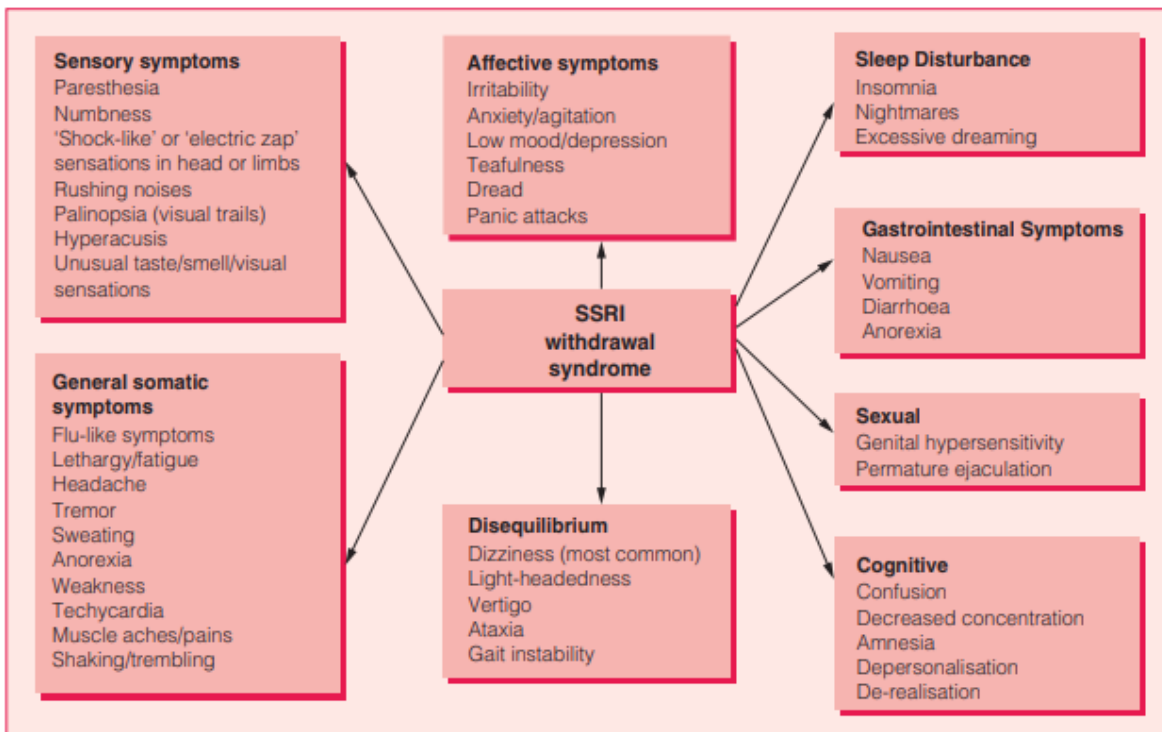 Sensory symptoms
Paresthesia
Numbness
‘Shock-like’ or ‘electric zap’
sensations in head or limbs
Rushing noises
Palinopsia (visual trails)
Hyperacusis
Unusual taste/smell/visual
sensations
Affective symptoms
Irritability
Anxiety/agitation
Low mood/depression
Teafulness
Dread
Panic attacks
Sleep Disturbance
Insomnia
Nightmares
Excessive dreaming
Gastrointestinal Symptoms
Nausea
Vomiting
Diarrhoea
Anorexia
SSRI
withdrawal
syndrome
General somatic
symptoms
Flu-like symptoms
Lethargy/fatigue
Headache
Tremor
Sweating
Anorexia
Weakness
Techycardia
Muscle aches/pains
Shaking/trembling
Disequilibrium
Dizziness (most common)
Light-headedness
Vertigo
Ataxia
Gait instability
Sexual
Genital hypersensitivity
Permature ejaculation
Cognitive
Confusion
Decreased concentration
Amnesia
Depersonalisation
De-realisation